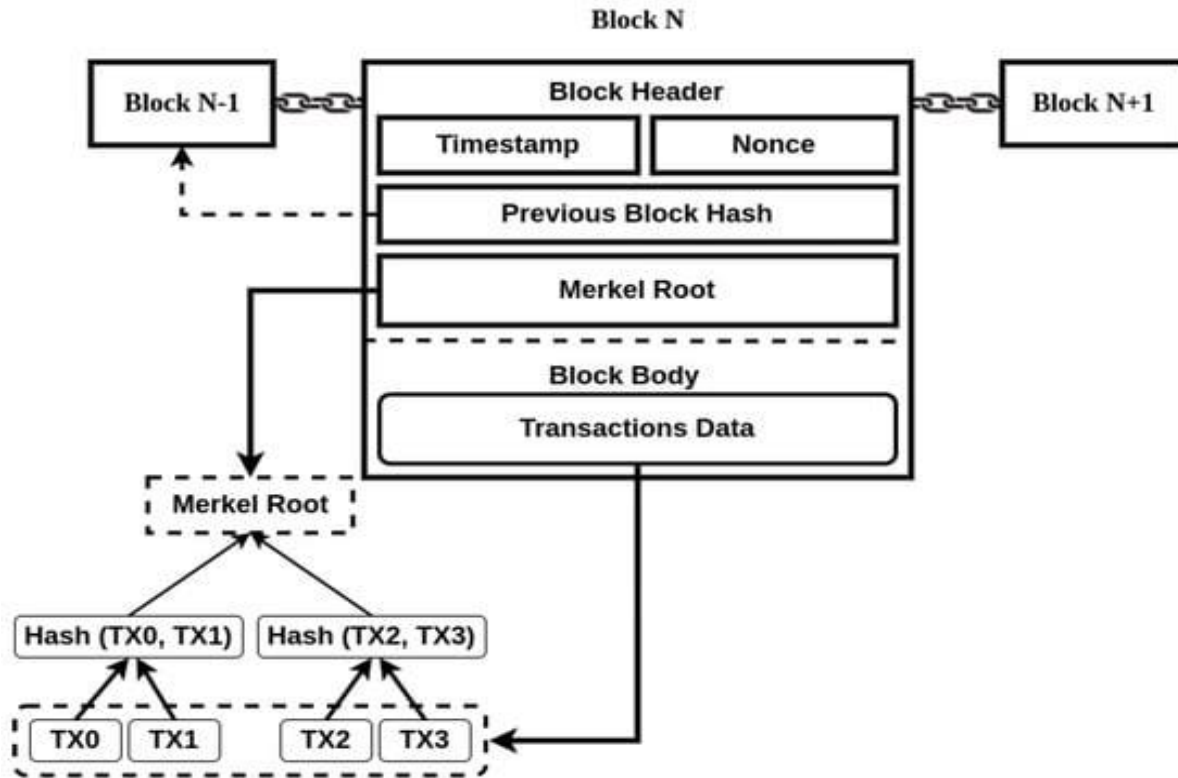 Block N
Block N-1
Block Header
Block N+1
Timestamp
Nonce
Previous Block Hash
Merkel Root
Block Body
Transactions Data
Merkel Root
Hash (TX0, TX1)
Hash (TX2, TX3)
TX0
TX1
TX2
TX3